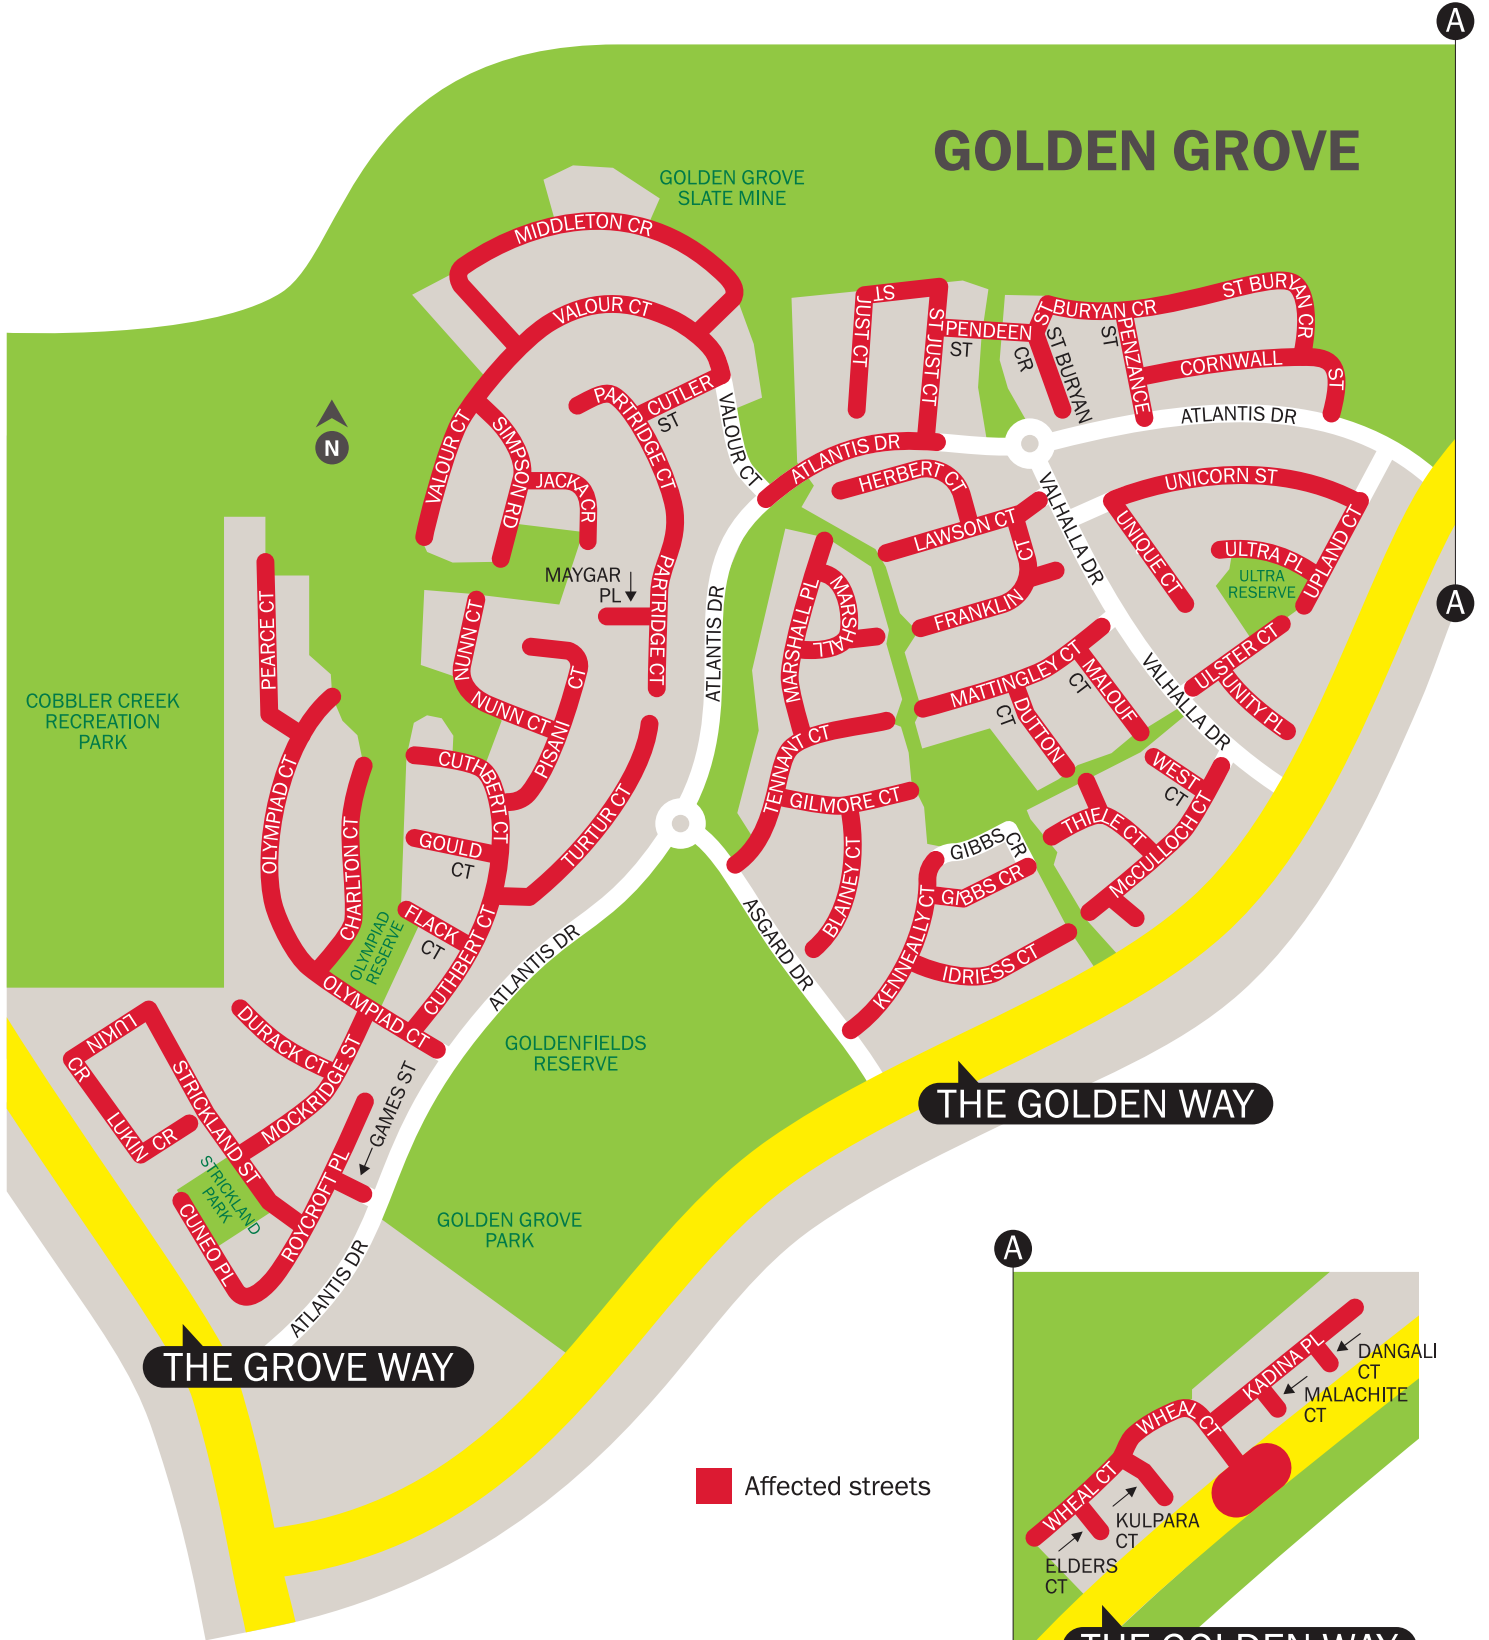 A
GOLDEN GROVE
GOLDEN GROVE
SLATE MINE
MIDDLETON CR
VALOUR CT
ST
JUST CT
ST JUST CT
PENDEEN
ST
ST
BURYAN CR
ST BURYAN CR
CR
ST BURYAN
ST
PENZANCE
CORNWALL
ST
ATLANTIS DR
PARTRIDGE CT
CUTLER
ST
VALOUR CT
VALOUR CT
SIMPSON RD
JACKA CR
N
ATLANTIS DR
HERBERT CT
LAWSON CT
CT
FRANKLIN
VALHALLA DR
UNICORN ST
UNIQUE CT
ULTRA PL
UPLAND CT
ULTRA
RESERVE
A
MAYGAR
PL
PARTRIDGE CT
ATLANTIS DR
MARSHALL PL
MARSH
ALL
PEARCE CT
NUNN CT
NUNN CT
PISANI
CT
MATTINGLEY CT
MALOUF
CT
DUTTON
CT
ULSTER CT
UNITY PL
VALHALLA DR
COBBLER CREEK
RECREATION
PARK
TENNANT CT
GILMORE CT
BLAINEY CT
WEST
CT
THIELE CT
McCULLOCH CT
OLYMPIAD CT
CHARLTON CT
CUTHBERT CT
GOULD
CT
TURTUR CT
GIBBS
CR
GIBBS CR
KENNEALLY CT
IDRIESS CT
FLACK
CT
CUTHBERT CT
OLYMPIAD
RESERVE
OLYMPIAD CT
ATLANTIS DR
ASGARD DR
LUKIN
CR
LUKIN
CR
DURACK CT
STRICKLAND ST
MOCKRIDGE ST
GAMES ST
GOLDENFIELDS
RESERVE
THE GOLDEN WAY
STRICKLAND
PARK
CUNEO PL
ROYCROFT PL
GOLDEN GROVE
PARK
ATLANTIS DR
THE GROVE WAY
A
KADINA PL
DANGALI
CT
MALACHITE
CT
WHEAL CT
WHEAL CT
KULPARA
CT
ELDERS
CT
Affected streets
THE GOLDEN WAY